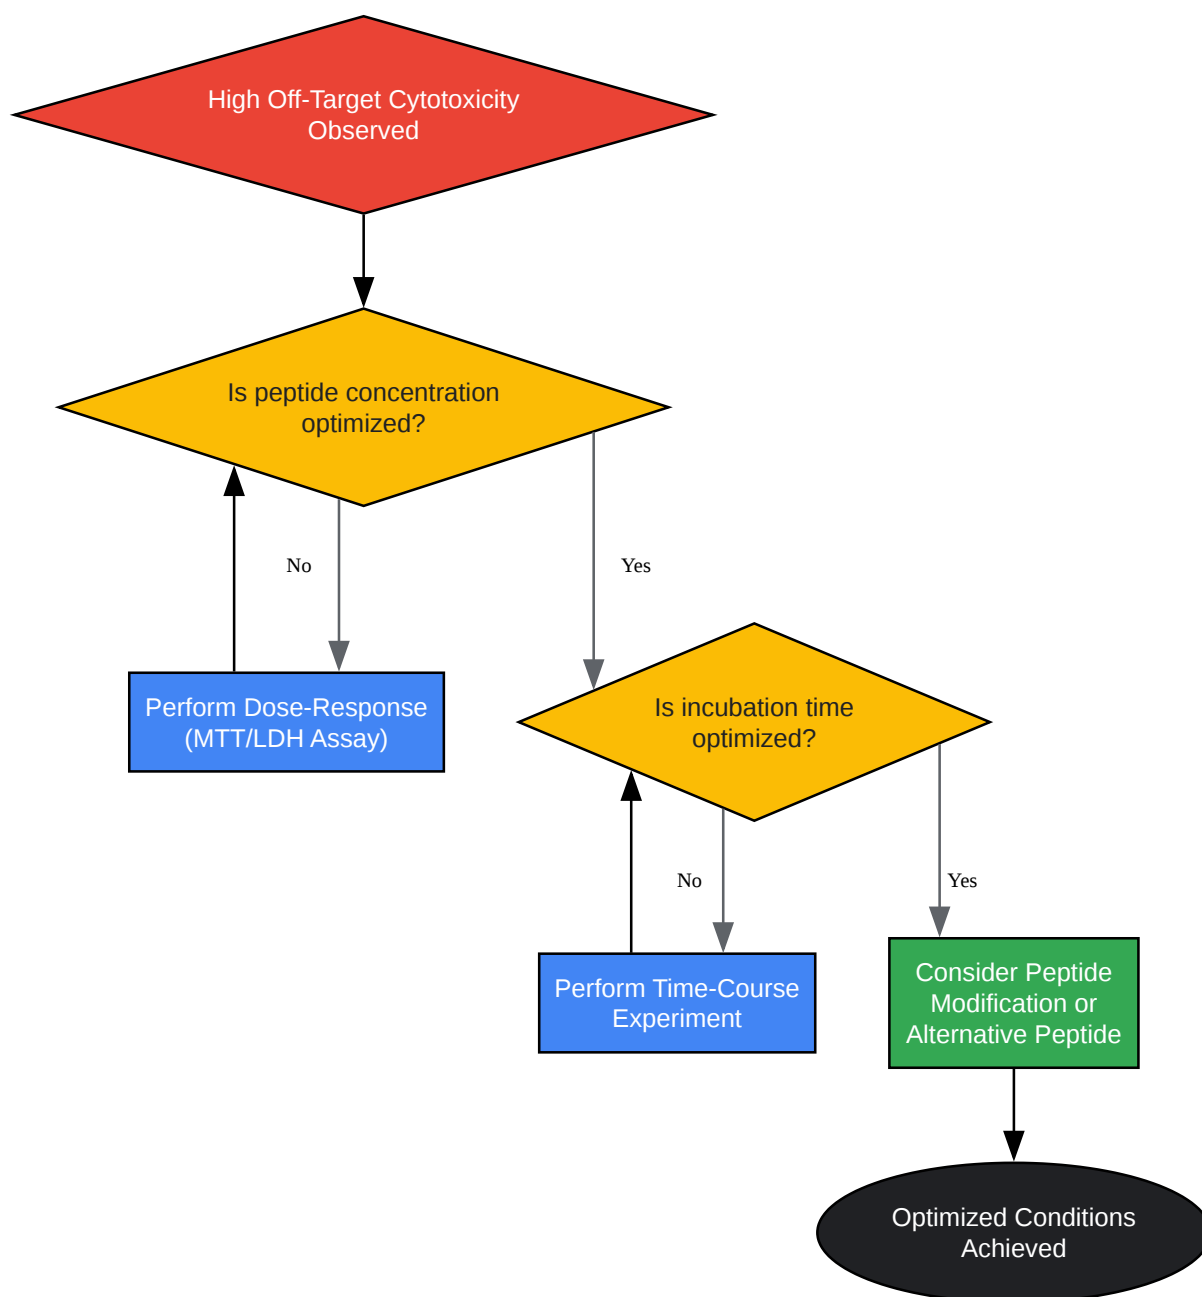 High Off-Target Cytotoxicity
Observed
Is peptide concentration
optimized?
No
Yes
Perform Dose-Response
(MTT/LDH Assay)
Is incubation time
optimized?
No
Yes
Perform Time-Course
Experiment
Consider Peptide
Modification or
Alternative Peptide
Optimized Conditions
Achieved